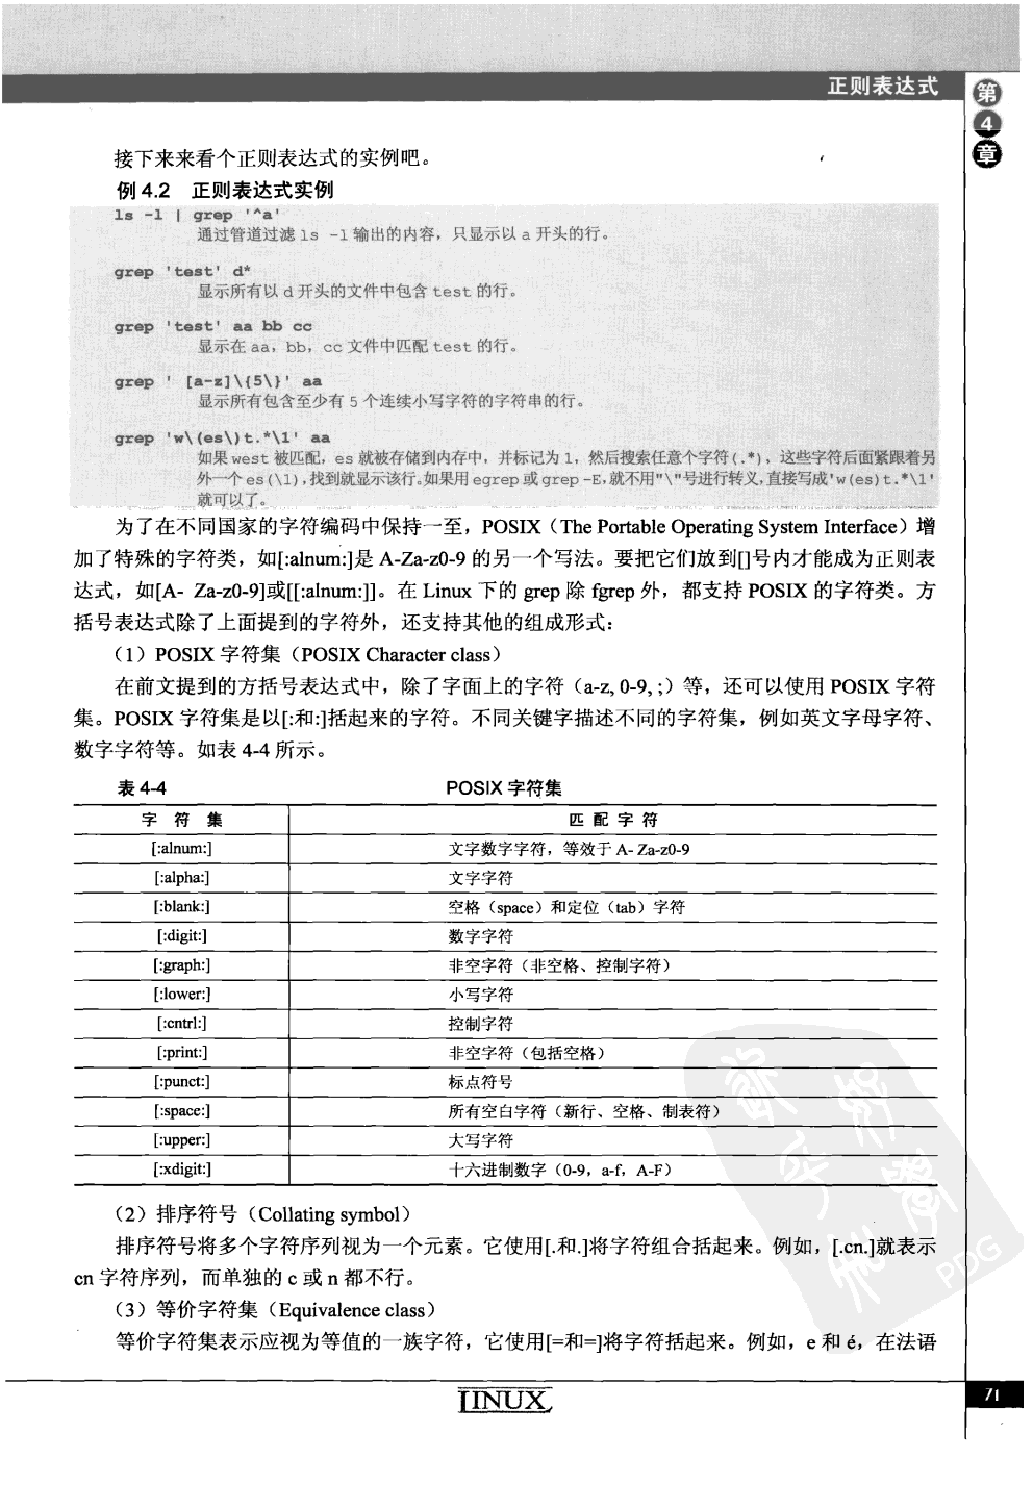 正则表达式
第
4
章
接下来来看个正则表达式的实例吧。
例 4.2 正则表达式实例
ls -l | grep '^a'
通过管道过滤 ls -l 输出的内容，只显示以 a 开头的行。
grep 'test' d*
显示所有以 d 开头的文件中包含 test 的行。
grep 'test' aa bb cc
显示在 aa，bb，cc 文件中匹配 test 的行。
grep ' [a-z]\{5\}' aa
显示所有包含至少有 5 个连续小写字符的字符串的行。
grep 'w\(es\)t.*\1' aa
如果 west 被匹配，es 就被存储到内存中，并标记为 1，然后搜索任意个字符(.*)，这些字符后面紧跟着另
外一个 es(\1),找到就显示该行。如果用 egrep 或 grep -E,就不用"\"号进行转义,直接写成'w(es)t.*\1'
就可以了。
为了在不同国家的字符编码中保持一至，POSIX（The Portable Operating System Interface）增
加了特殊的字符类，如[:alnum:]是 A-Za-z0-9 的另一个写法。要把它们放到[]号内才能成为正则表
达式，如[A- Za-z0-9]或[[:alnum:]]。在 Linux 下的 grep 除 fgrep 外，都支持 POSIX 的字符类。方
括号表达式除了上面提到的字符外，还支持其他的组成形式：
（1）POSIX 字符集（POSIX Character class）
在前文提到的方括号表达式中，除了字面上的字符（a-z, 0-9, ;）等，还可以使用 POSIX 字符
集。POSIX 字符集是以[:和:]括起来的字符。不同关键字描述不同的字符集，例如英文字母字符、
数字字符等。如表 4-4 所示。
表 4-4 POSIX 字符集
字 符 集 匹 配 字 符
[:alnum:] 文字数字字符，等效于 A- Za-z0-9
[:alpha:] 文字字符
[:blank:] 空格（space）和定位（tab）字符
[:digit:] 数字字符
[:graph:] 非空字符（非空格、控制字符）
[:lower:] 小写字符
[:cntrl:] 控制字符
[:print:] 非空字符（包括空格）
[:punct:] 标点符号
[:space:] 所有空白字符（新行、空格、制表符）
[:upper:] 大写字符
[:xdigit:] 十六进制数字（0-9，a-f，A-F）
（2）排序符号（Collating symbol）
排序符号将多个字符序列视为一个元素。它使用[.和.]将字符组合括起来。例如，[.cn.]就表示
cn 字符序列，而单独的 c 或 n 都不行。
（3）等价字符集（Equivalence class）
等价字符集表示应视为等值的一族字符，它使用[=和=]将字符括起来。例如，e 和 é，在法语
PDG
LINUX
71